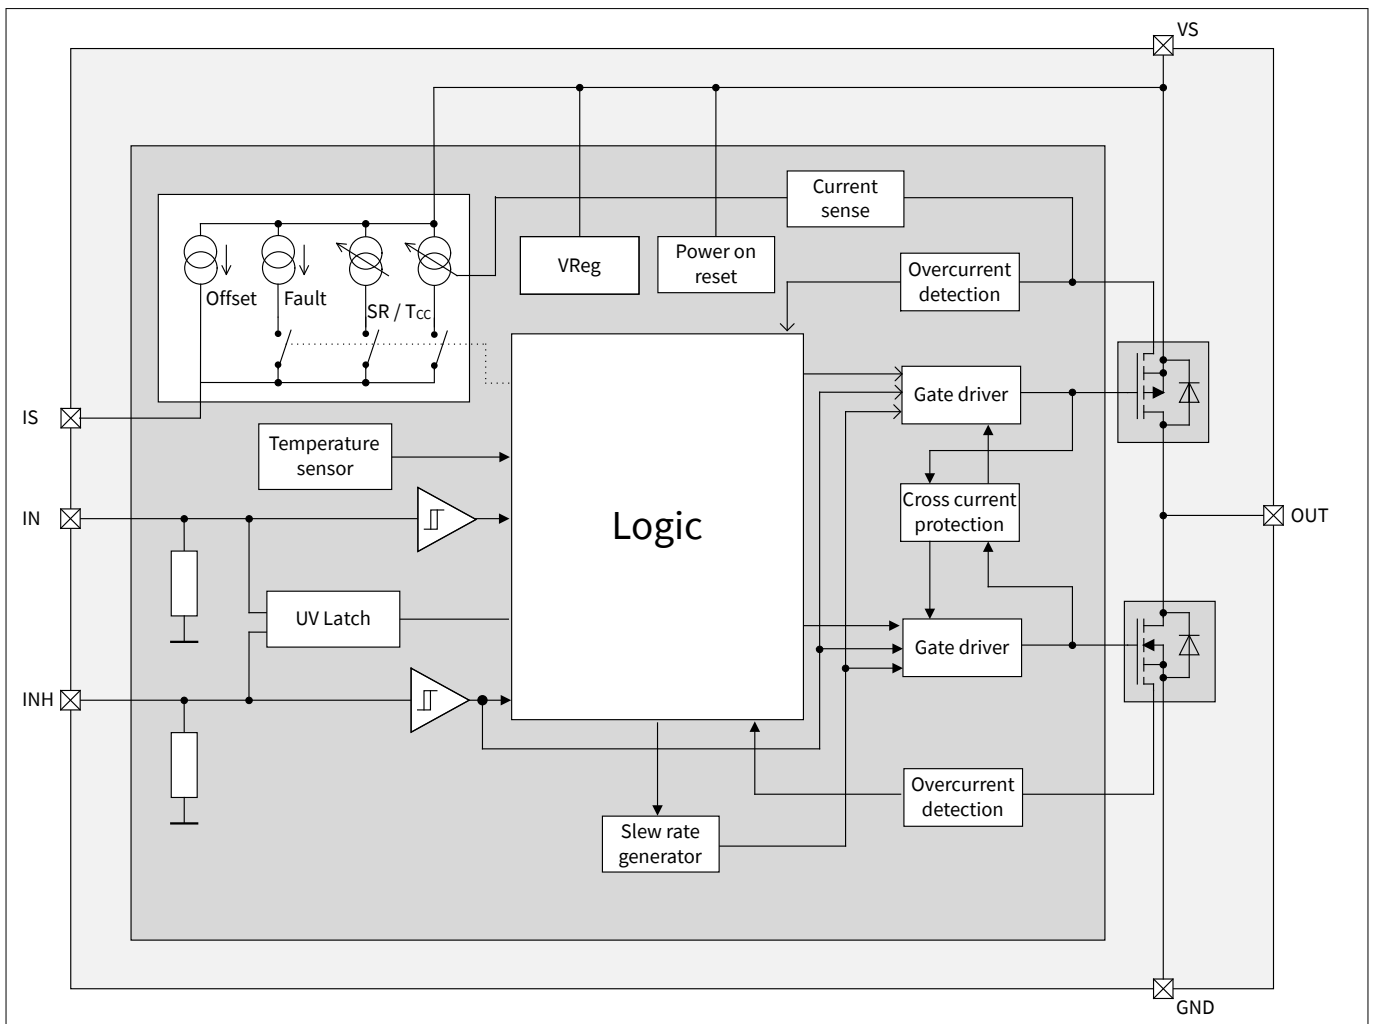 VS
Current
sense
VReg
Power on
reset
Overcurrent
detection
Offset
Fault
SR / TCC
IS
Gate driver
Temperature
sensor
Cross current
protection
IN
Logic
OUT
UV Latch
Gate driver
INH
Overcurrent
detection
Slew rate
generator
GND